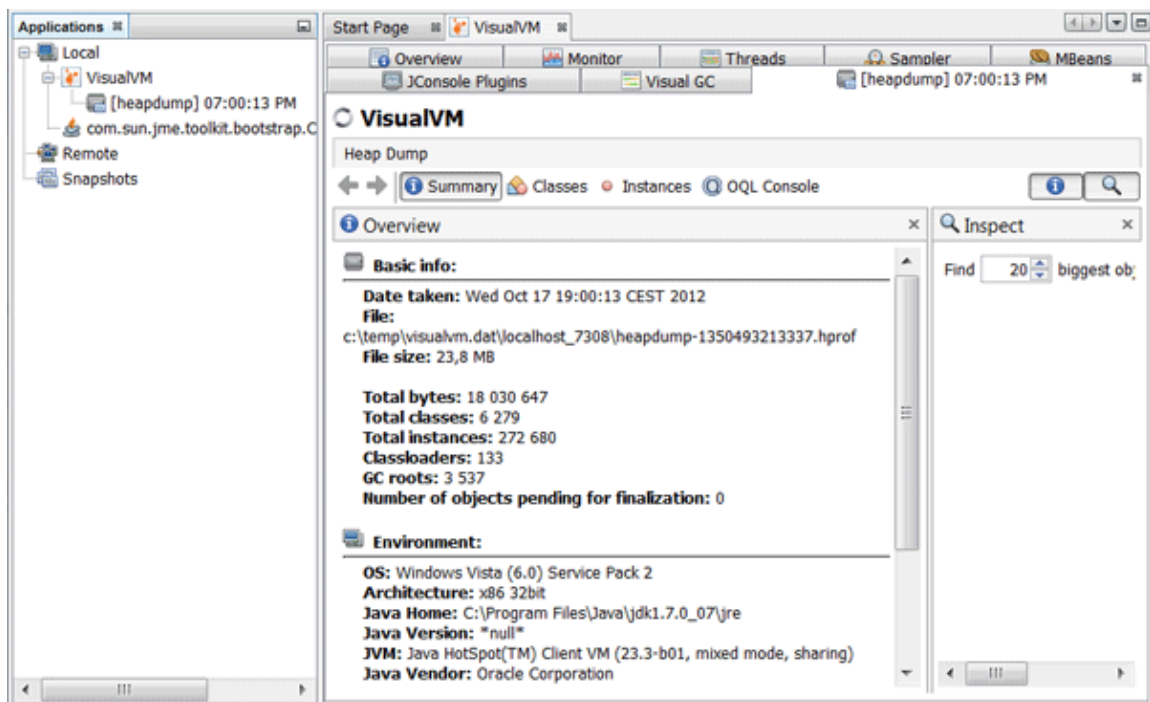 Applications
Start Page VisualVM
Local
VisualVM
[heapdump] 07:00:13 PM
com.sun.jme.toolkit.bootstrap.C
Remote
Snapshots
Overview Monitor Threads Sampler MBeans
JConsole Plugins Visual GC [heapdump] 07:00:13 PM
VisualVM
Heap Dump
Summary Classes Instances OQL Console
Overview
Inspect
Basic info:
Date taken: Wed Oct 17 19:00:13 CEST 2012
File:
c:\temp\visualvm.dat\localhost_7308\heapdump-1350493213337.hprof
File size: 23,8 MB
Total bytes: 18 030 647
Total classes: 6 279
Total instances: 272 680
Classloaders: 133
GC roots: 3 537
Number of objects pending for finalization: 0
Environment:
OS: Windows Vista (6.0) Service Pack 2
Architecture: x86 32bit
Java Home: C:\Program Files\Java\jdk1.7.0_07\jre
Java Version: *null*
JVM: Java HotSpot(TM) Client VM (23.3-b01, mixed mode, sharing)
Java Vendor: Oracle Corporation
Find 20 biggest obj